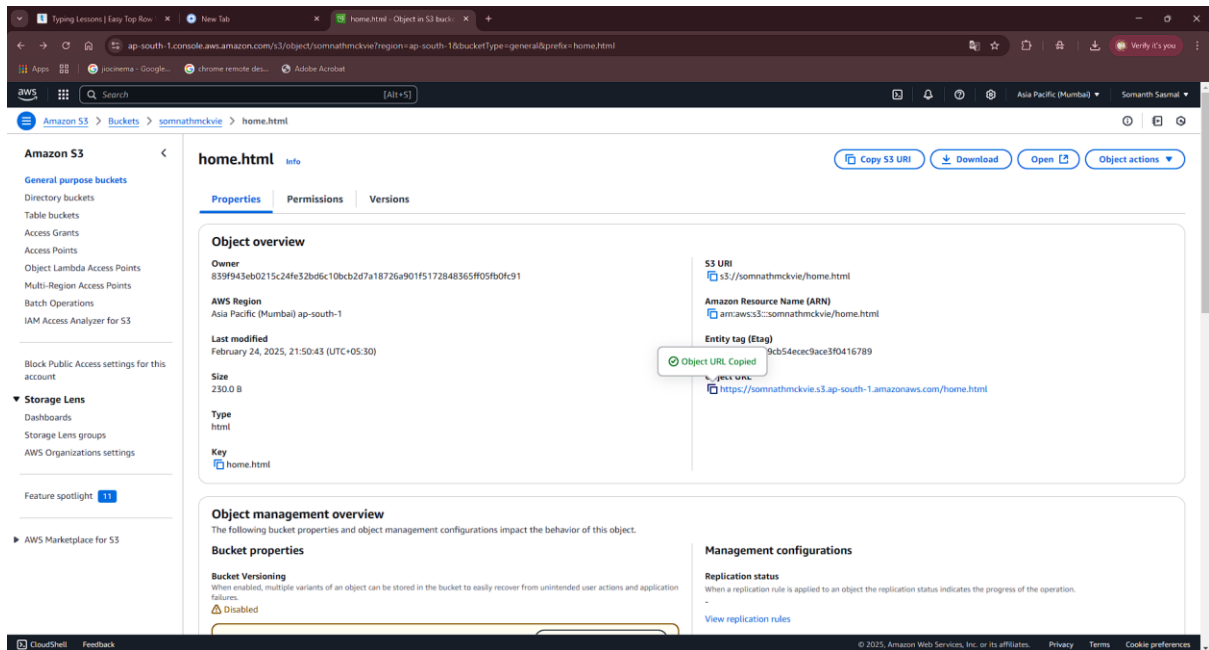 Typing Lessons | Easy Top Row
New Tab
home.html - Object in S3 buck
ap-south-1.console.aws.amazon.com/s3/object/somnathmckvie?region=ap-south-1&bucketType=general&prefix=home.html
Verify it's you
Apps
jiocinema - Google...
chrome remote des...
Adobe Acrobat
aws
Search
[Alt+S]
Asia Pacific (Mumbai)
Somanth Sasmal
Amazon S3 > Buckets > somnathmckvie > home.html
Amazon S3
General purpose buckets
Directory buckets
Table buckets
Access Grants
Access Points
Object Lambda Access Points
Multi-Region Access Points
Batch Operations
IAM Access Analyzer for S3
Block Public Access settings for this
account
Storage Lens
Dashboards
Storage Lens groups
AWS Organizations settings
Feature spotlight 11
AWS Marketplace for S3
home.html Info
Copy S3 URI
Download
Open
Object actions
Properties
Permissions
Versions
Object overview
Owner
839f943eb0215c24fe32bd6c10bcb2d7a18726a901f5172848365ff05fb0fc91
AWS Region
Asia Pacific (Mumbai) ap-south-1
Last modified
February 24, 2025, 21:50:43 (UTC+05:30)
Size
230.0 B
Type
html
Key
home.html
S3 URI
s3://somnathmckvie/home.html
Amazon Resource Name (ARN)
arn:aws:s3:::somnathmckvie/home.html
Entity tag (Etag)
9cb54ecec9ace3f0416789
Object URL Copied
URL
https://somnathmckvie.s3.ap-south-1.amazonaws.com/home.html
Object management overview
The following bucket properties and object management configurations impact the behavior of this object.
Bucket properties
Bucket Versioning
When enabled, multiple variants of an object can be stored in the bucket to easily recover from unintended user actions and application
failures.
Disabled
Management configurations
Replication status
When a replication rule is applied to an object the replication status indicates the progress of the operation.
-
View replication rules
CloudShell
Feedback
© 2025, Amazon Web Services, Inc. or its affiliates.
Privacy
Terms
Cookie preferences